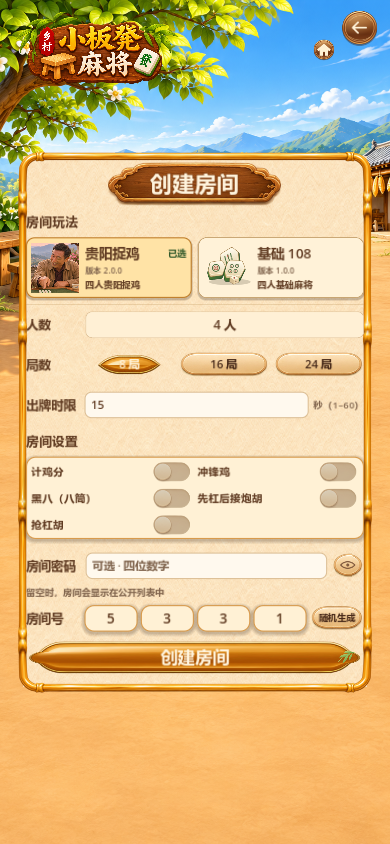 乡村
小板凳
麻将
發
创建房间
房间玩法
贵阳捉鸡 已选
版本 2.0.0
四人贵阳捉鸡
基础 108
版本 1.0.0
四人基础麻将
人数 4 人
局数 8 局 16 局 24 局
出牌时限 15 秒（1-60）
房间设置
计鸡分 冲锋鸡
黑八（八筒） 先杠后接炮胡
抢杠胡
房间密码 可选 · 四位数字
留空时，房间会显示在公开列表中
房间号 5 3 3 1 随机生成
创建房间